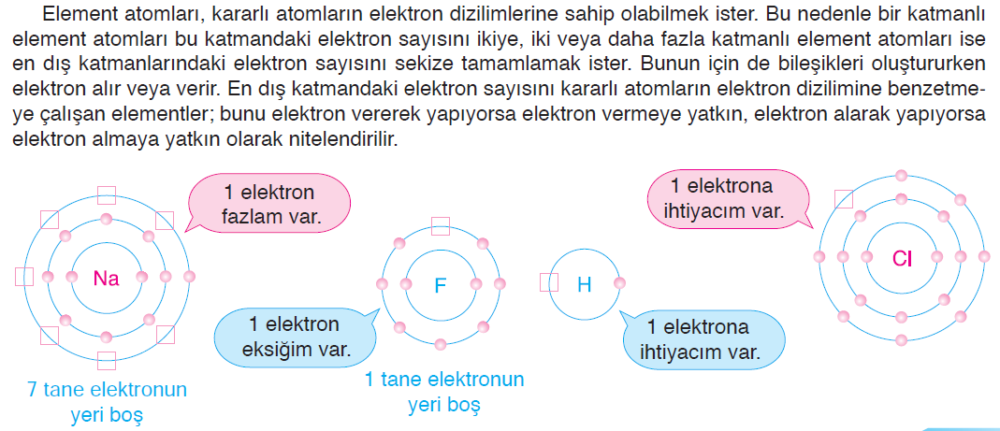 Element atomları, kararlı atomların elektron dizilimlerine sahip olabilmek ister. Bu nedenle bir katmanlı
element atomları bu katmandaki elektron sayısını ikiye, iki veya daha fazla katmanlı element atomları ise
en dış katmanlarındaki elektron sayısını sekize tamamlamak ister. Bunun için de bileşikleri oluştururken
elektron alır veya verir. En dış katmandaki elektron sayısını kararlı atomların elektron dizilimine benzetme-
ye çalışan elementler; bunu elektron vererek yapıyorsa elektron vermeye yatkın, elektron alarak yapıyorsa
elektron almaya yatkın olarak nitelendirilir.
1 elektron
fazlam var.
Na
7 tane elektronun
yeri boş
F
1 elektron
eksiğim var.
1 tane elektronun
yeri boş
H
1 elektrona
ihtiyacım var.
1 elektrona
ihtiyacım var.
Cl